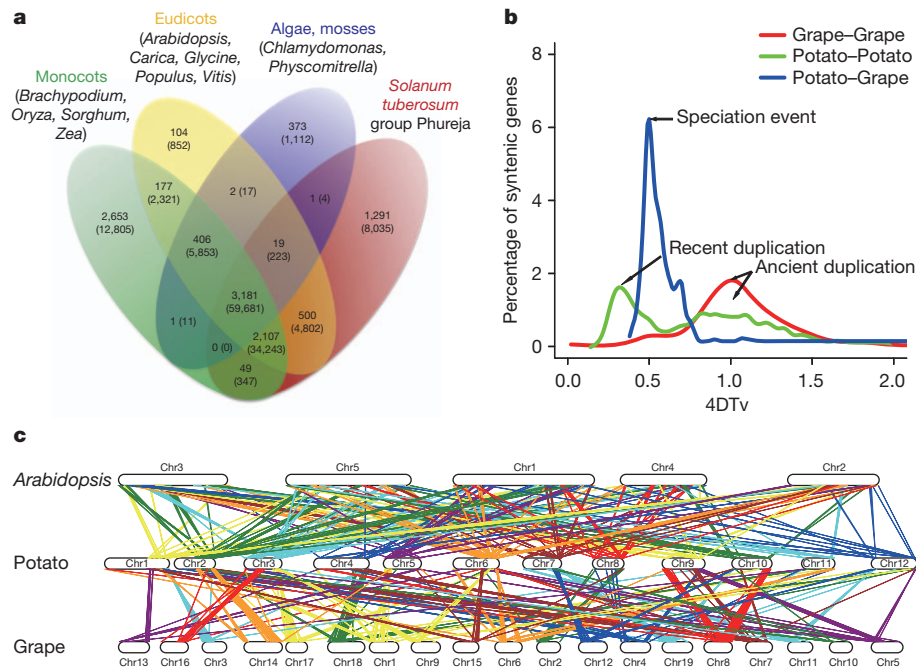 a
Eudicots
(Arabidopsis,
Carica, Glycine,
Populus, Vitis)
Algae, mosses
(Chlamydomonas,
Physcomitrella)
Monocots
(Brachypodium,
Oryza, Sorghum,
Zea)
Solanum
tuberosum
group Phureja
104
(852)
373
(1,112)
177
(2,321)
2 (17)
1 (4)
2,653
(12,805)
1,291
(8,035)
406
(5,853)
19
(223)
3,181
(59,681)
1 (11)
500
(4,802)
2,107
(34,243)
0 (0)
49
(347)
b
Grape–Grape
Potato–Potato
Potato–Grape
Percentage of syntenic genes
8
6
4
2
0
Speciation event
Recent duplication
Ancient duplication
0.0 0.5 1.0 1.5 2.0
4DTv
c
Arabidopsis
Chr3 Chr5 Chr1 Chr4 Chr2
Potato
Chr1 Chr2 Chr3 Chr4 Chr5 Chr6 Chr7 Chr8 Chr9 Chr10 Chr11 Chr12
Grape
Chr13 Chr16 Chr3 Chr14 Chr17 Chr18 Chr1 Chr9 Chr15 Chr6 Chr2 Chr12 Chr4 Chr19 Chr8 Chr7 Chr11 Chr10 Chr5